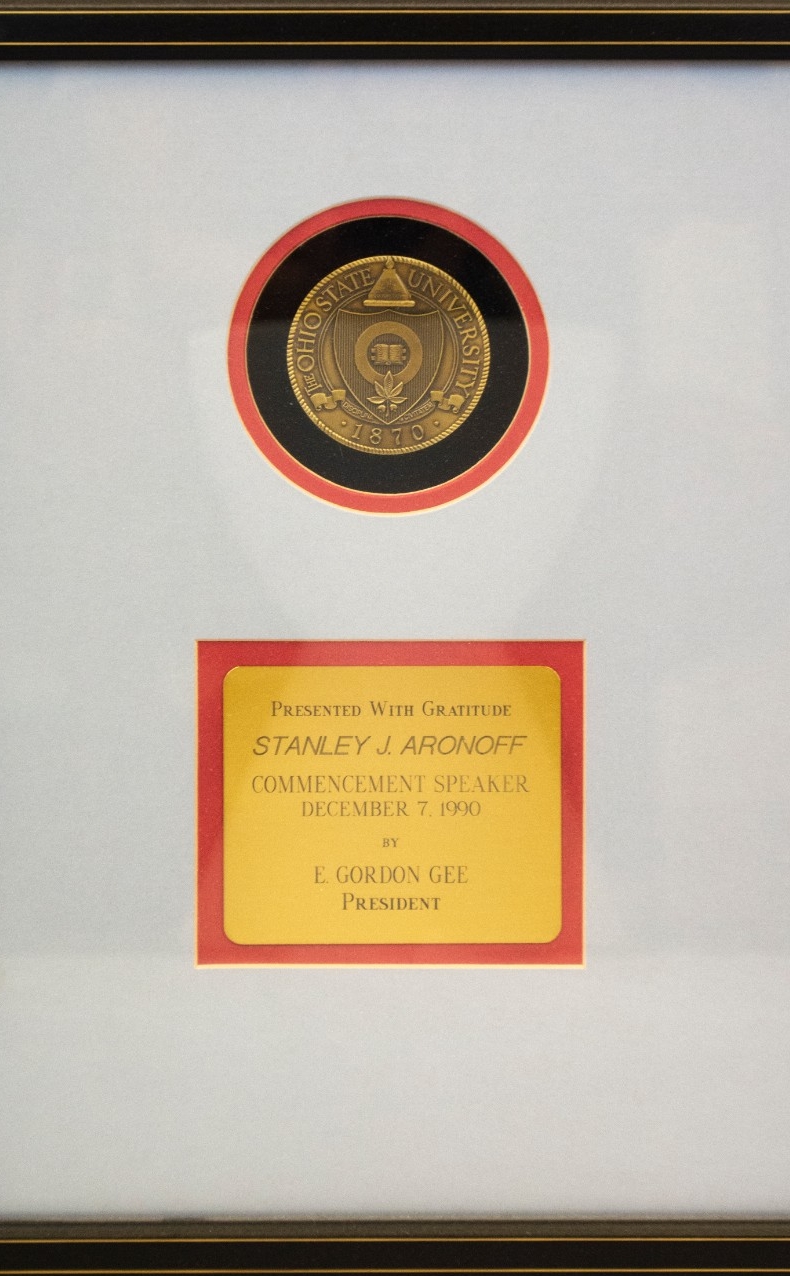 THE OHIO STATE UNIVERSITY
1870
PRESENTED WITH GRATITUDE
STANLEY J. ARONOFF
COMMENCEMENT SPEAKER
DECEMBER 7, 1990
BY
E. GORDON GEE
PRESIDENT